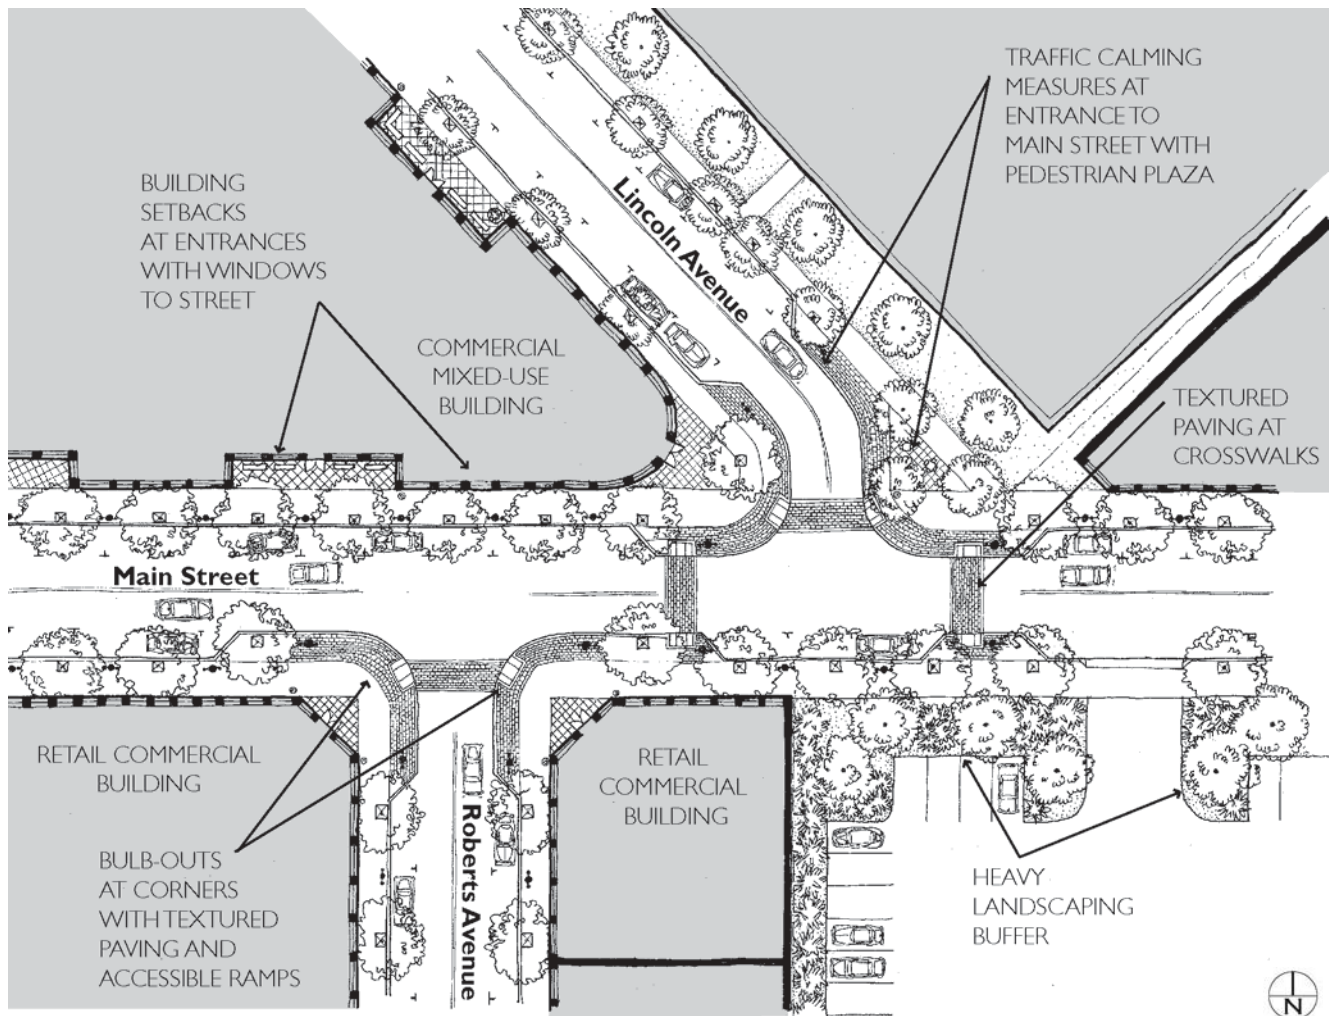 TRAFFIC CALMING
MEASURES AT
ENTRANCE TO
MAIN STREET WITH
PEDESTRIAN PLAZA
BUILDING
SETBACKS
AT ENTRANCES
WITH WINDOWS
TO STREET
Lincoln Avenue
COMMERCIAL
MIXED-USE
BUILDING
TEXTURED
PAVING AT
CROSSWALKS
Main Street
RETAIL COMMERCIAL
BUILDING
RETAIL
COMMERCIAL
BUILDING
Roberts Avenue
BULB-OUTS
AT CORNERS
WITH TEXTURED
PAVING AND
ACCESSIBLE RAMPS
HEAVY
LANDSCAPING
BUFFER
N